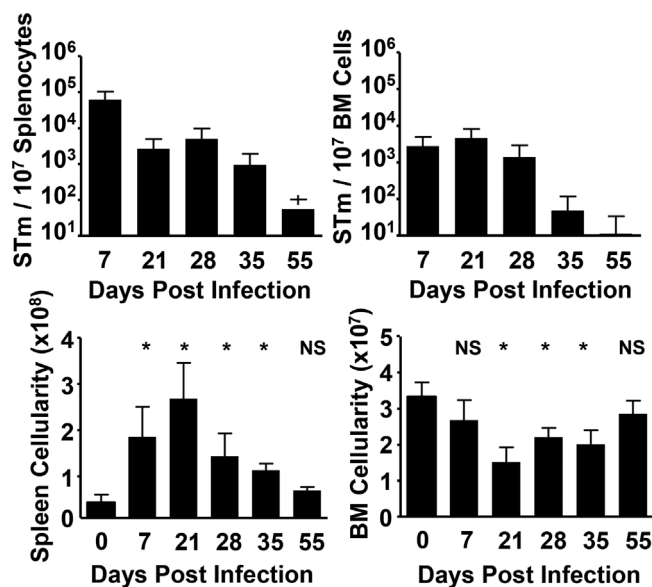 STm / 10⁷ Splenocytes
10⁶
10⁵
10⁴
10³
10²
10¹
7 21 28 35 55
Days Post Infection
STm / 10⁷ BM Cells
10⁶
10⁵
10⁴
10³
10²
10¹
7 21 28 35 55
Days Post Infection
Spleen Cellularity (x10⁸)
4
3
2
1
0
* * * * NS
0 7 21 28 35 55
Days Post Infection
BM Cellularity (x10⁷)
5
4
3
2
1
0
NS * * * NS
0 7 21 28 35 55
Days Post Infection